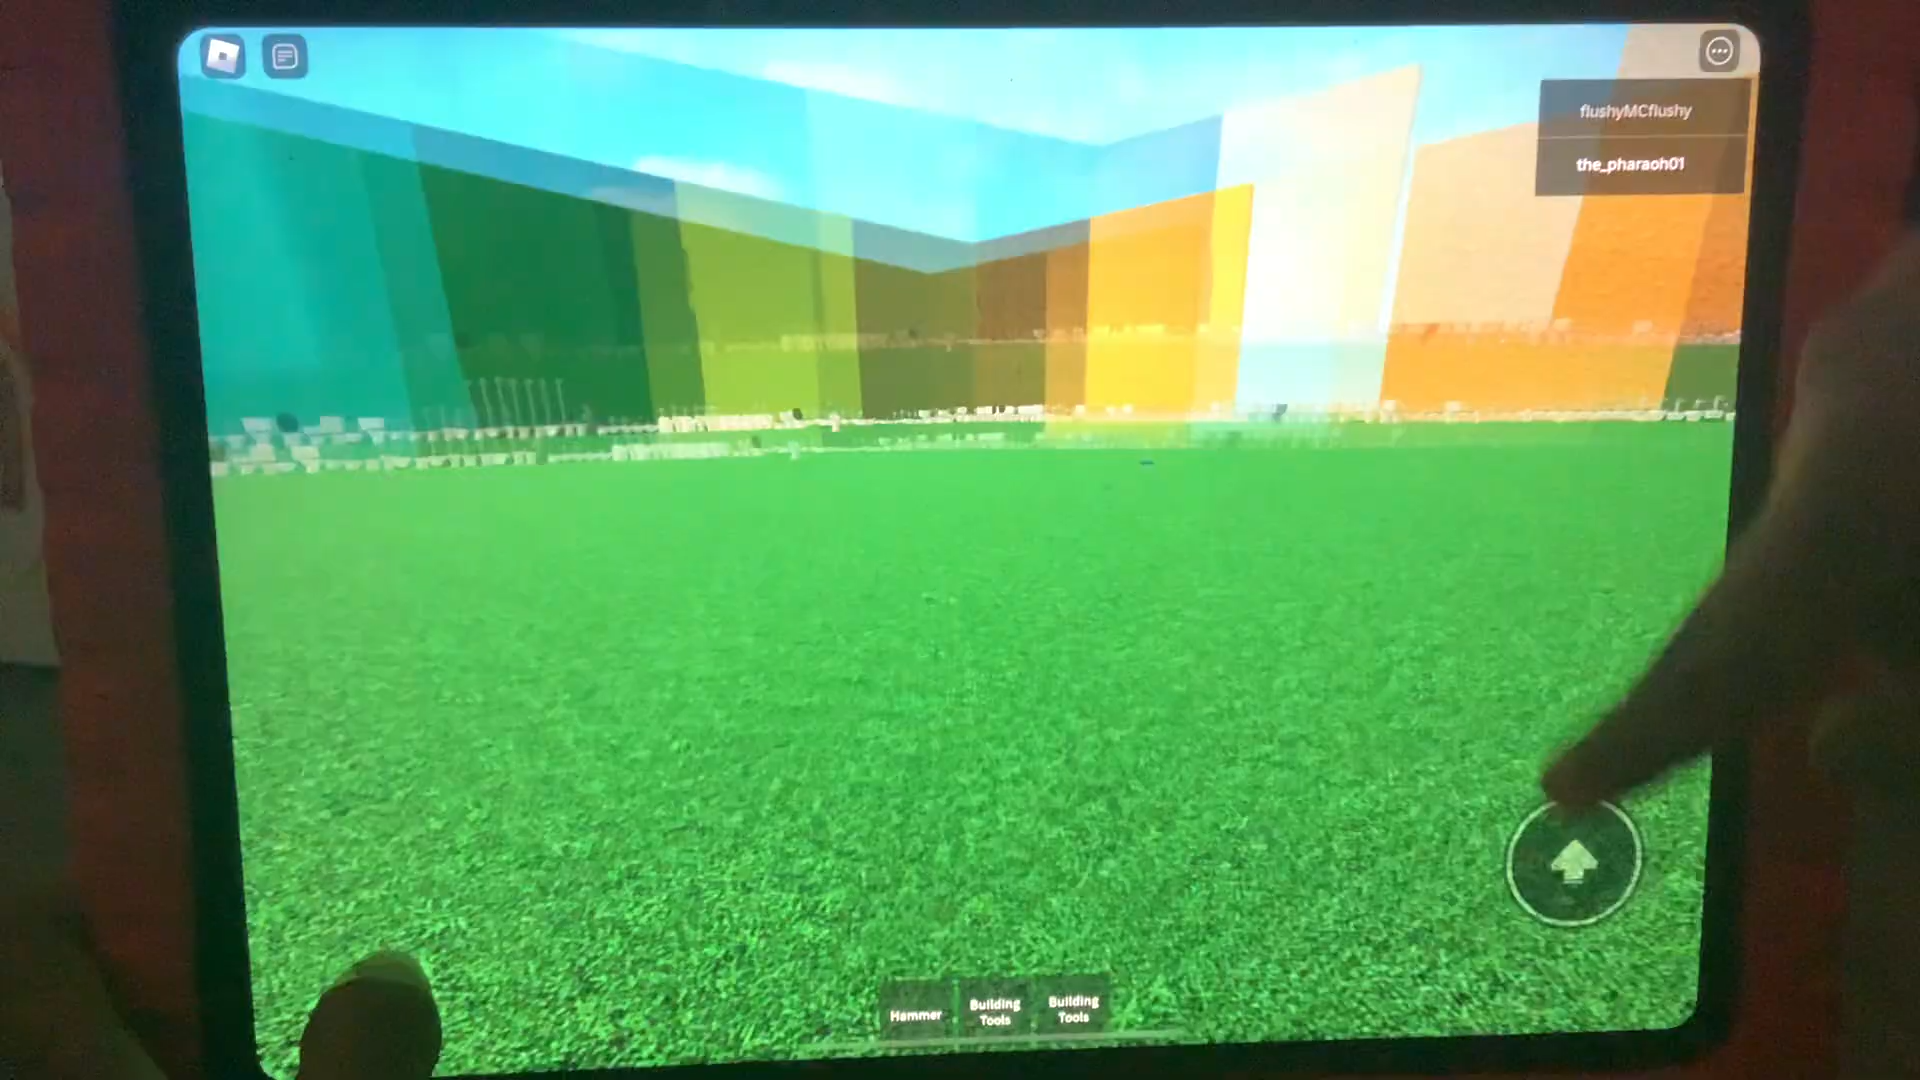 flushyMCflushy
the_pharaoh01
Hammer
Building
Tools
Building
Tools